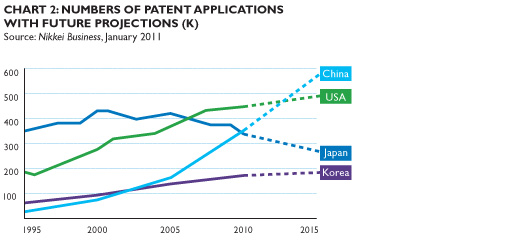 CHART 2: NUMBERS OF PATENT APPLICATIONS
WITH FUTURE PROJECTIONS (K)
Source: Nikkei Business, January 2011
600
China
500
USA
400
300
Japan
200
Korea
100
1995 2000 2005 2010 2015